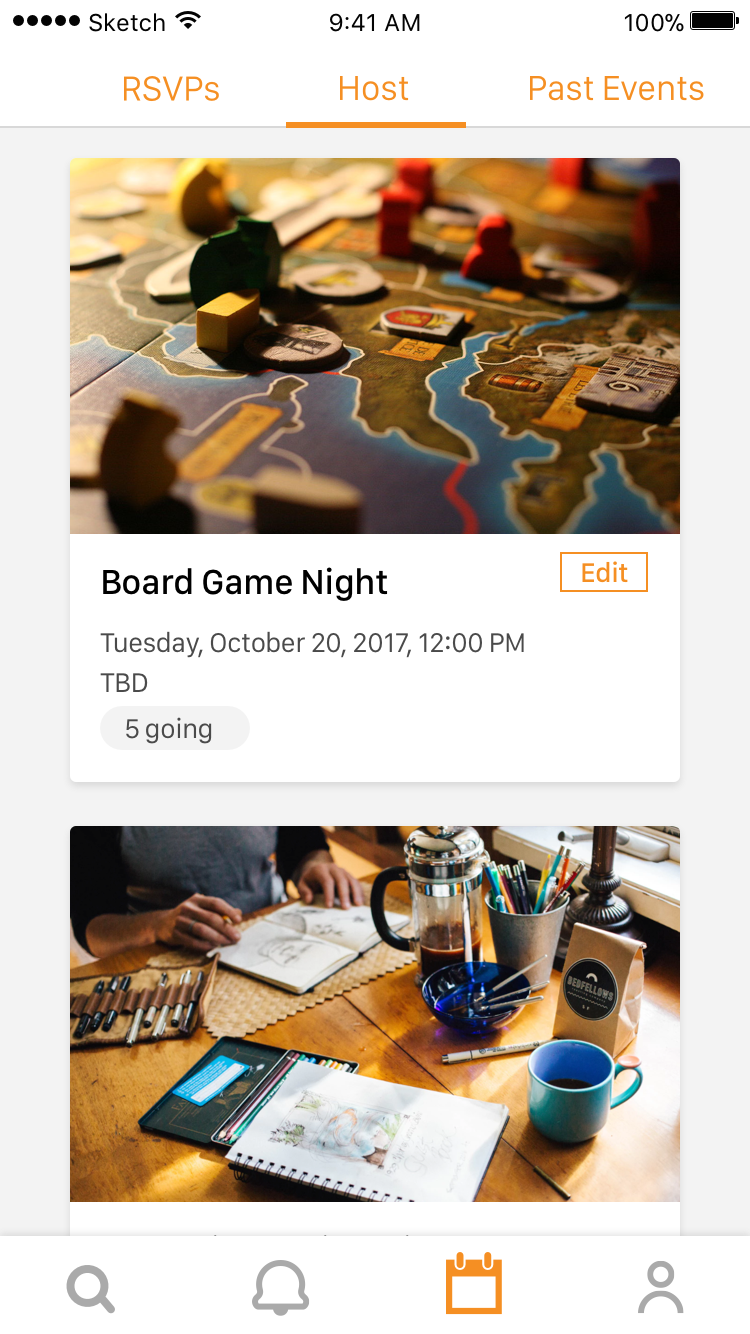 Sketch 9:41 AM 100%
RSVPs Host Past Events
Board Game Night
Edit
Tuesday, October 20, 2017, 12:00 PM
TBD
5 going
BEDFELLOWS